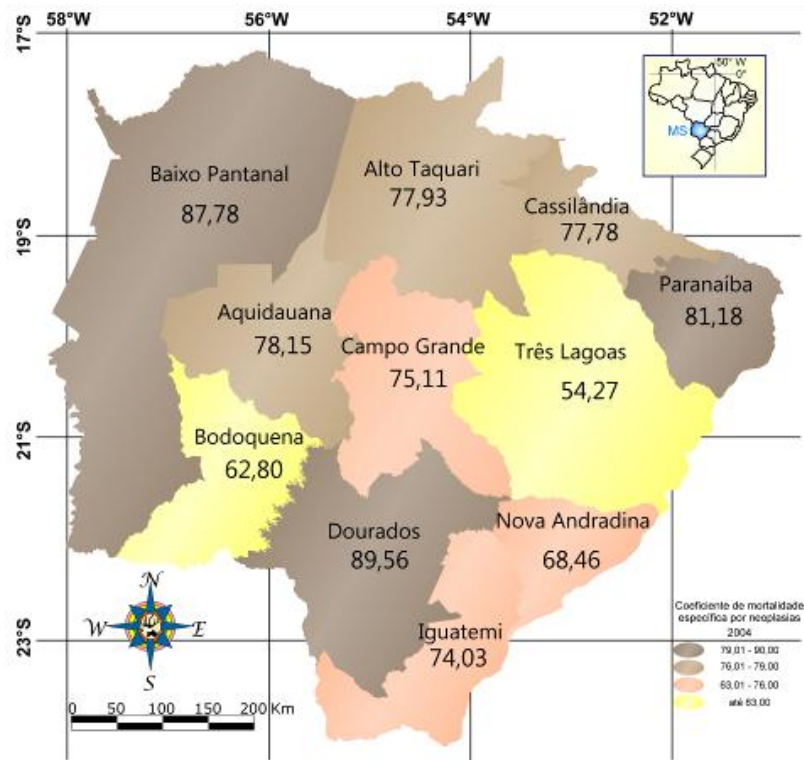 58°W
56°W
54°W
52°W
17°S
50° W
0°
MS
Baixo Pantanal
87,78
Alto Taquari
77,93
Cassilândia
77,78
19°S
Paranaíba
81,18
Aquidauana
78,15
Campo Grande
75,11
Três Lagoas
54,27
21°S
Bodoquena
62,80
Dourados
89,56
Nova Andradina
68,46
N
W
E
S
23°S
Iguatemi
74,03
Coeficiente de mortalidade
específica por neoplasias
2004
79,01 - 90,00
76,01 - 79,00
63,01 - 76,00
até 63,00
0 50 100 150 200 Km